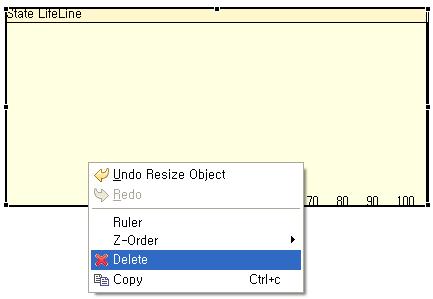 State LifeLine
Undo Resize Object
Redo
70 80 90 100
Ruler
Z-Order
Delete
Copy Ctrl+c